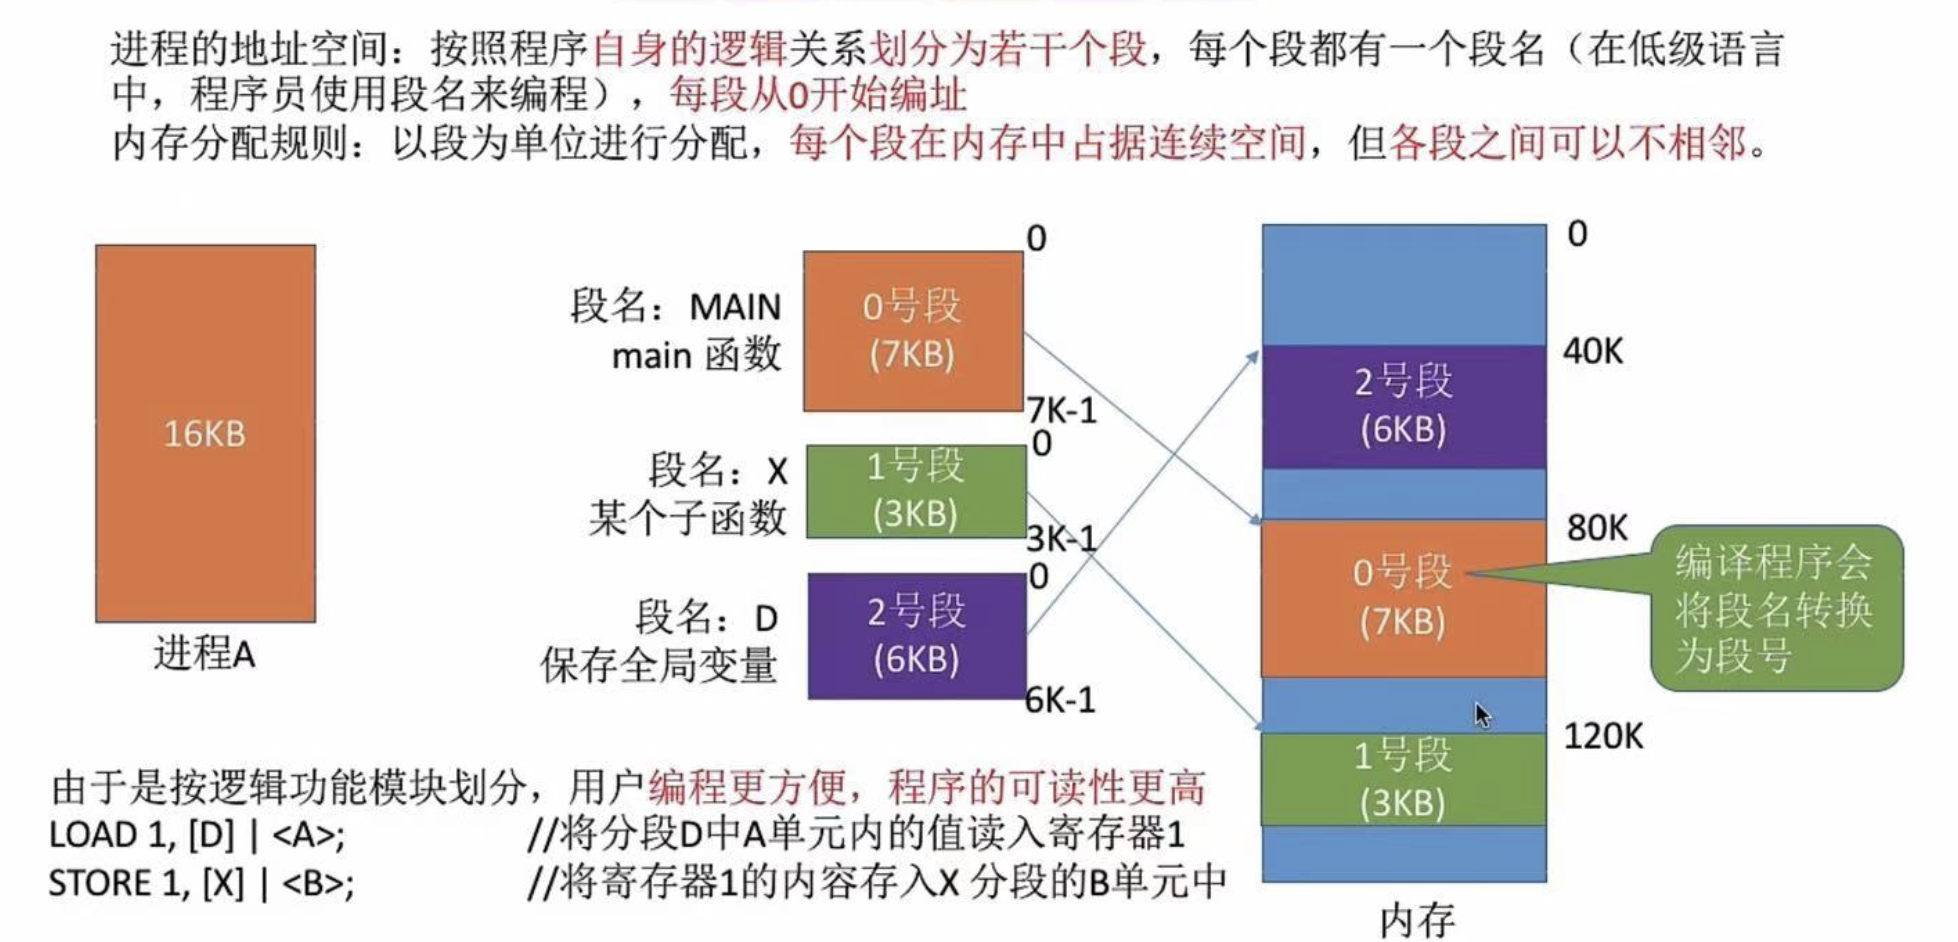 进程的地址空间：按照程序自身的逻辑关系划分为若干个段，每个段都有一个段名（在低级语言
中，程序员使用段名来编程），每段从0开始编址
内存分配规则：以段为单位进行分配，每个段在内存中占据连续空间，但各段之间可以不相邻。
16KB
进程A
段名：MAIN
main 函数
0
0号段
(7KB)
7K-1
段名：X
某个子函数
0
1号段
(3KB)
3K-1
段名：D
保存全局变量
0
2号段
(6KB)
6K-1
0
40K
2号段
(6KB)
80K
0号段
(7KB)
120K
1号段
(3KB)
内存
编译程序会
将段名转换
为段号
由于是按逻辑功能模块划分，用户编程更方便，程序的可读性更高
LOAD 1, [D] | <A>; //将分段D中A单元内的值读入寄存器1
STORE 1, [X] | <B>; //将寄存器1的内容存入X 分段的B单元中